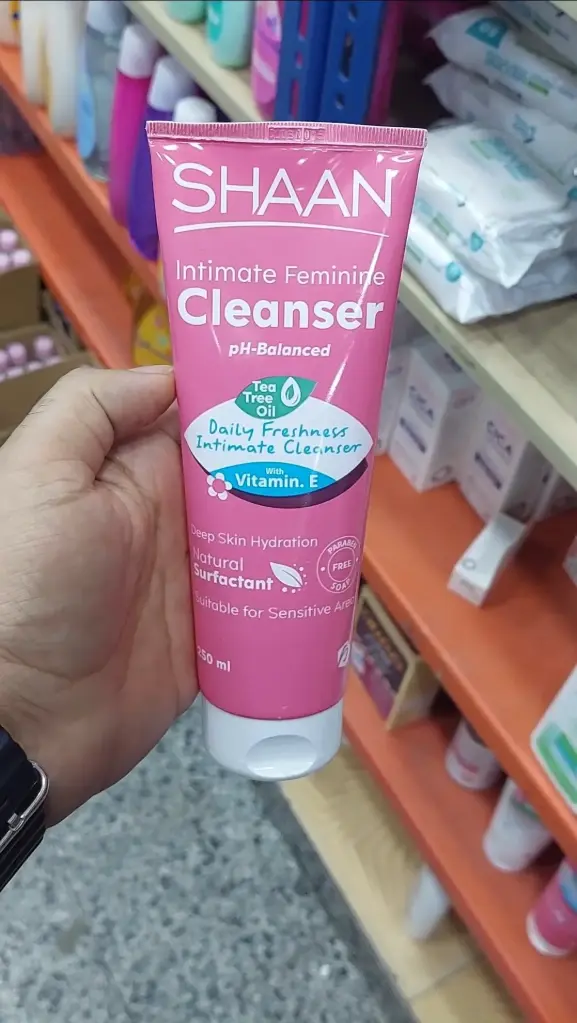 SHAAN
Intimate Feminine
Cleanser
pH-Balanced
Tea
Tree
Oil
Daily Freshness
Intimate Cleanser
With
Vitamin. E
Deep Skin Hydration
Natural
Surfactant
PARABEN
FREE
SOAP
Suitable for Sensitive Area
250 ml
CICA